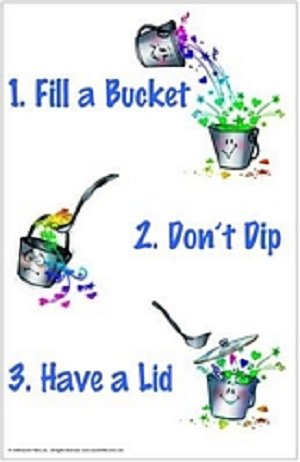 1. Fill a Bucket
2. Don't Dip
3. Have a Lid